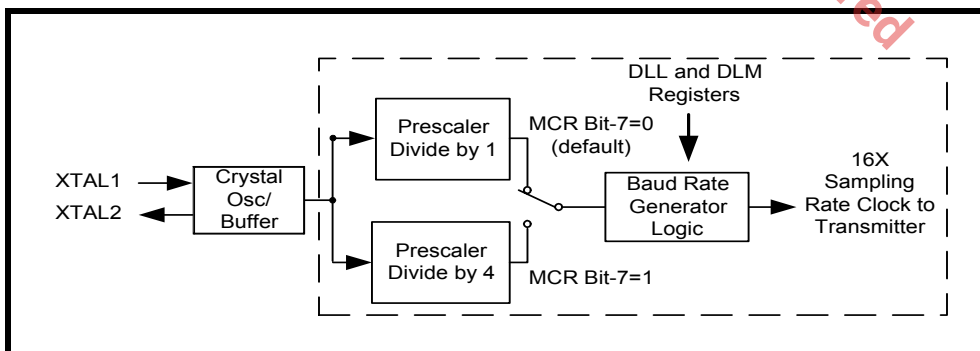 DLL and DLM
Registers
Prescaler
Divide by 1
MCR Bit-7=0
(default)
XTAL1
XTAL2
Crystal
Osc/
Buffer
Baud Rate
Generator
Logic
16X
Sampling
Rate Clock to
Transmitter
Prescaler
Divide by 4
MCR Bit-7=1